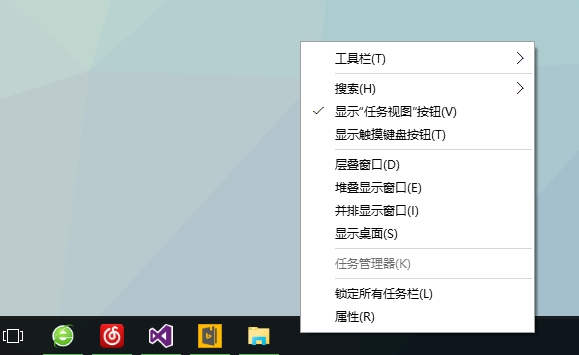 工具栏(T)
搜索(H)
显示“任务视图”按钮(V)
显示触摸键盘按钮(T)
层叠窗口(D)
堆叠显示窗口(E)
并排显示窗口(I)
显示桌面(S)
任务管理器(K)
锁定所有任务栏(L)
属性(R)